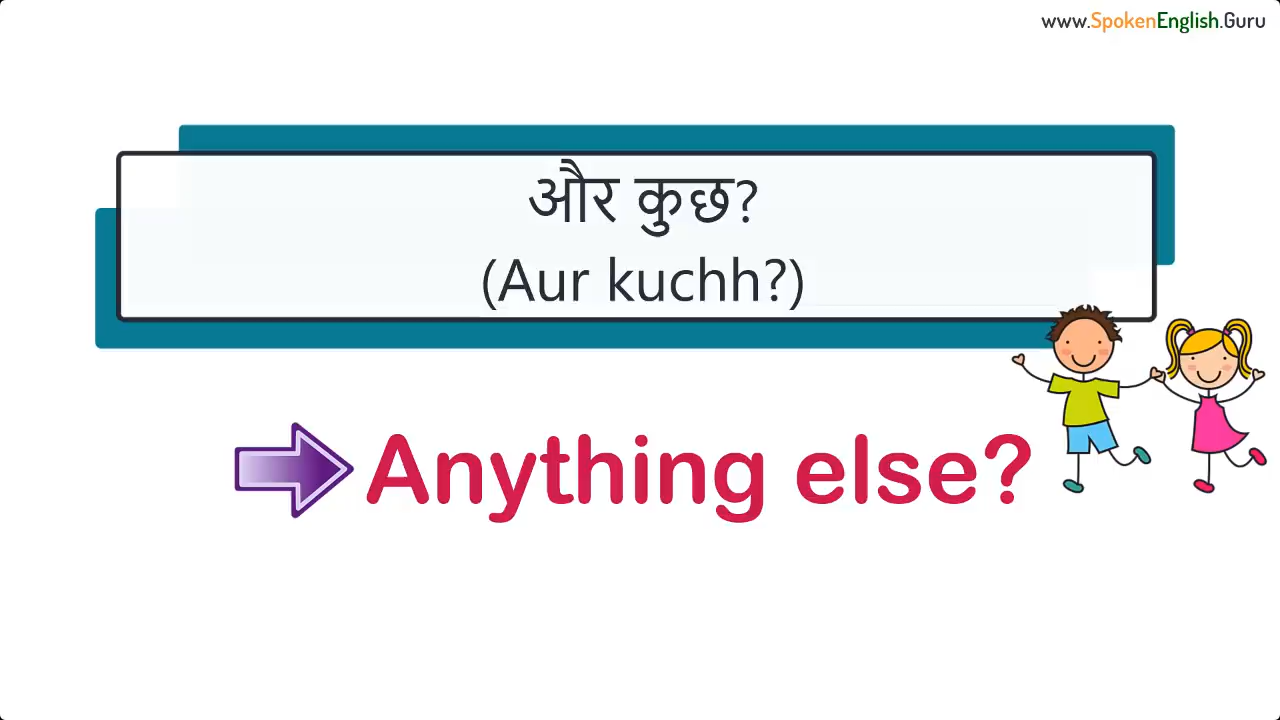 www.SpokenEnglish.Guru
और कुछ?
(Aur kuchh?)
Anything else?